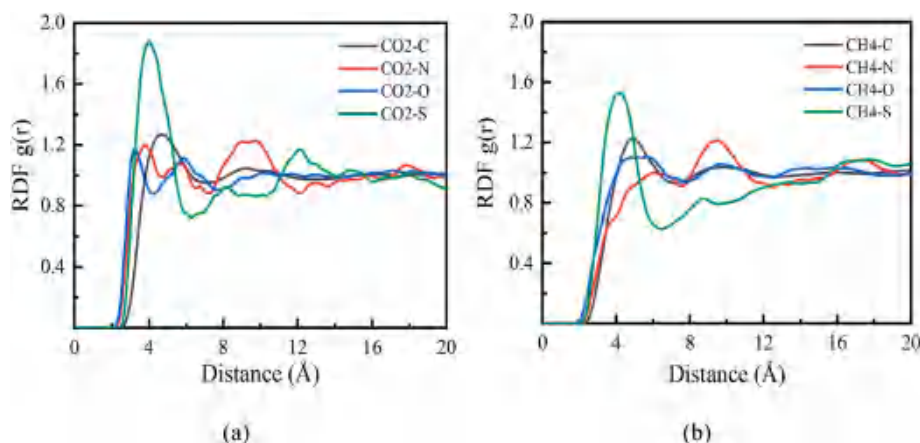 2.0
1.6
1.2
0.8
0.4
RDF g(r)
CO2-C
CO2-N
CO2-O
CO2-S
0 4 8 12 16 20
Distance (Å)
(a)
2.0
1.6
1.2
0.8
0.4
RDF g(r)
CH4-C
CH4-N
CH4-O
CH4-S
0 4 8 12 16 20
Distance (Å)
(b)